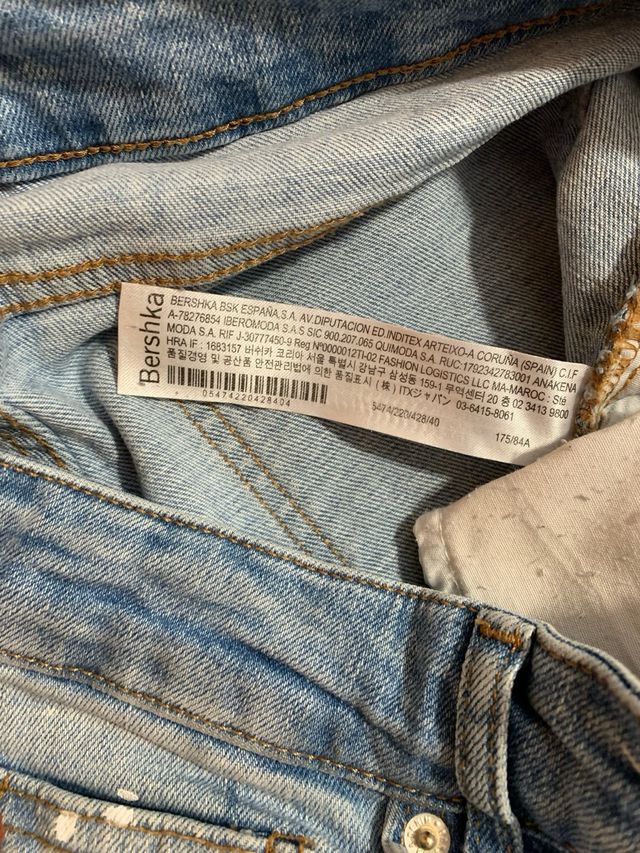 Bershka
BERSHKA BSK ESPAÑA,S.A. AV.DIPUTACION ED.INDITEX ARTEIXO-A CORUÑA (SPAIN) C.I.F
A-78276854 IBEROMODA S.A.S SIC 900.207.065 QUIMODA S.A. RUC:1792342783001 ANAKENA
MODA S.A. RIF J-30777450-9 Reg Nº0000012TI-02 FASHION LOGISTICS LLC MA-MAROC : Sté
HRA IF : 1683157 버쉬카 코리아 서울 특별시 강남구 삼성동 159-1 무역센터 20 층 02 3413 9800
품질경영 및 공산품 안전관리법에 의한 품질표시 ( 株 ) ITXジャパン 03-6415-8061
05474220428404
5474/220/428/40
175/84A